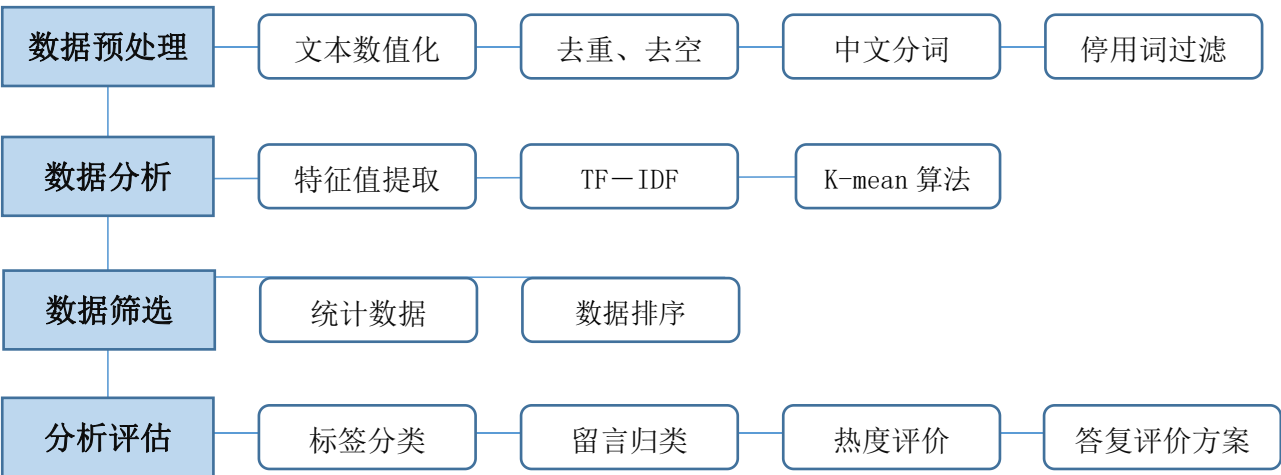 数据预处理
文本数值化
去重、去空
中文分词
停用词过滤
数据分析
特征值提取
TF－IDF
K-mean 算法
数据筛选
统计数据
数据排序
分析评估
标签分类
留言归类
热度评价
答复评价方案